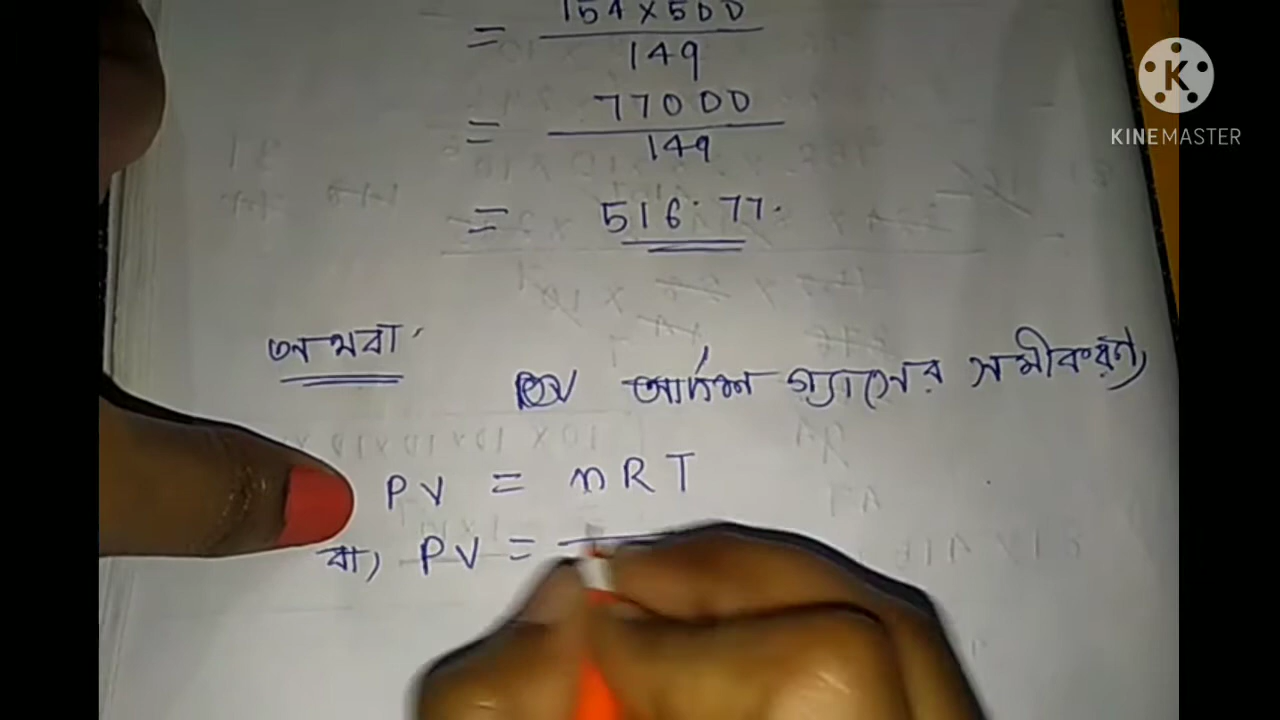 = 154 × 500
149
= 77000
149
= 516.77.
অথবা,
আদর্শ গ্যাসের সমীকরণ,
PV = nRT
বা, PV =
KINEMASTER